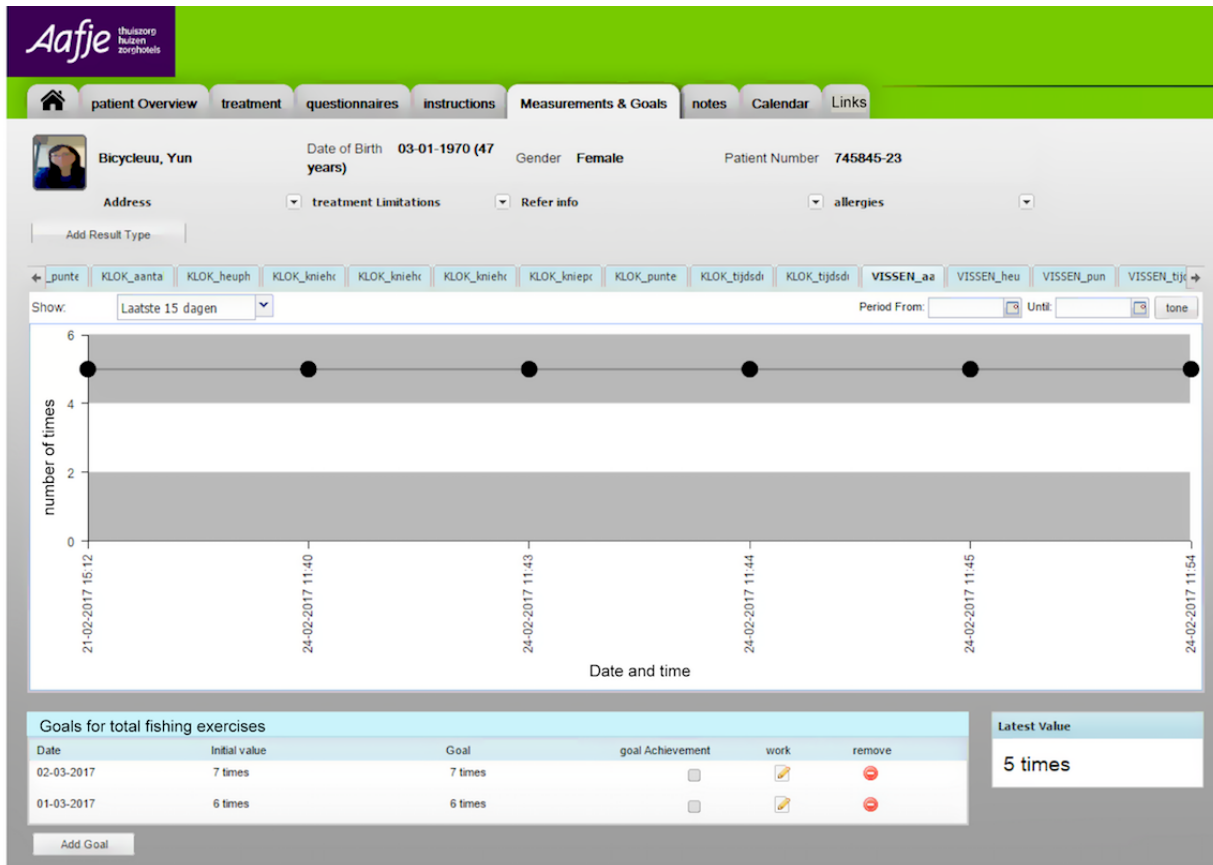 Aafje thuiszorg
huizen
zorghotels
patient Overview treatment questionnaires instructions Measurements & Goals notes Calendar Links
Bicycleuu, Yun Date of Birth 03-01-1970 (47 years) Gender Female Patient Number 745845-23
Address treatment Limitations Refer info allergies
Add Result Type
_punte KLOK_aanta KLOK_heuph KLOK_kniehc KLOK_kniehc KLOK_kniehc KLOK_kniepc KLOK_punte KLOK_tijdsdu KLOK_tijdsdu VISSEN_aa VISSEN_heu VISSEN_pun VISSEN_tijd
Show: Laatste 15 dagen Period From: Until: tone
number of times
6
4
2
0
21-02-2017 15:12
24-02-2017 11:40
24-02-2017 11:43
24-02-2017 11:44
24-02-2017 11:45
24-02-2017 11:54
Date and time
Goals for total fishing exercises
Date Initial value Goal goal Achievement work remove
02-03-2017 7 times 7 times
01-03-2017 6 times 6 times
Add Goal
Latest Value
5 times